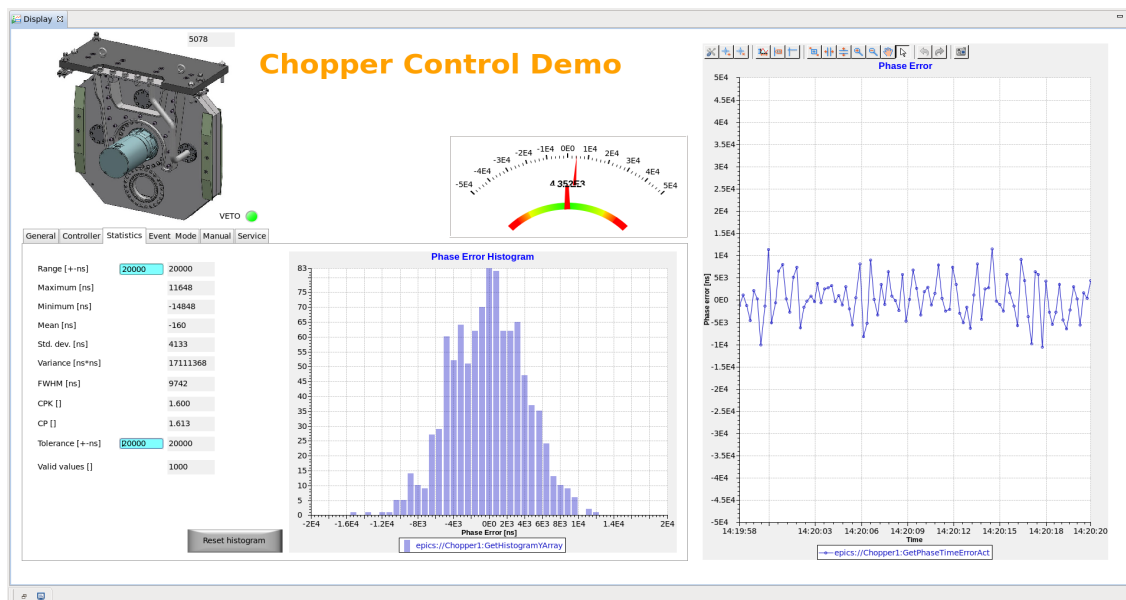 Display
5078
Chopper Control Demo
VETO
-5E4 -4E4 -3E4 -2E4 -1E4 0E0 1E4 2E4 3E4 4E4 5E4
4.352E3
General Controller Statistics Event Mode Manual Service
Range [+-ns] 20000 20000
Maximum [ns] 11648
Minimum [ns] -14848
Mean [ns] -160
Std. dev. [ns] 4133
Variance [ns*ns] 17111368
FWHM [ns] 9742
CPK [] 1.600
CP [] 1.613
Tolerance [+-ns] 20000 20000
Valid values [] 1000
Reset histogram
Phase Error Histogram
83
75
70
65
60
55
50
45
40
35
30
25
20
15
10
5
0
-2E4 -1.6E4 -1.2E4 -8E3 -4E3 0E0 2E3 4E3 6E3 8E3 1E4 1.4E4 2E4
Phase Error [ns]
epics://Chopper1:GetHistogramYArray
Phase Error
5E4
4.5E4
4E4
3.5E4
3E4
2.5E4
2E4
1.5E4
1E4
5E3
0E0
-5E3
-1E4
-1.5E4
-2E4
-2.5E4
-3E4
-3.5E4
-4E4
-4.5E4
-5E4
Phase error [ns]
14:19:58 14:20:03 14:20:06 14:20:09 14:20:12 14:20:15 14:20:18 14:20:20
Time
epics://Chopper1:GetPhaseTimeErrorAct